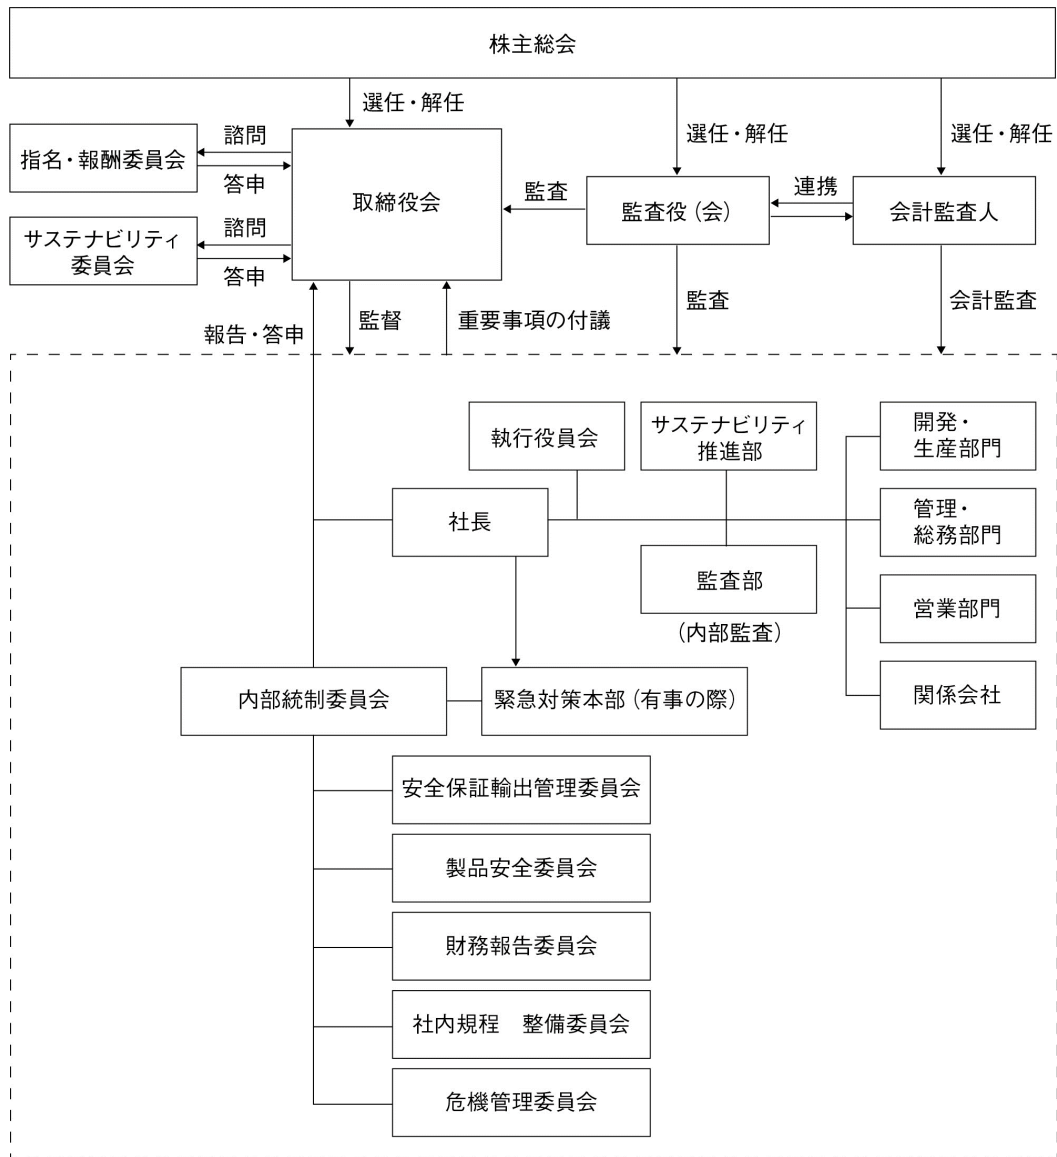 株主総会
選任・解任
選任・解任
選任・解任
指名・報酬委員会
諮問
答申
取締役会
監査
監査役(会)
連携
会計監査人
サステナビリティ
委員会
諮問
答申
報告・答申
監督
重要事項の付議
監査
会計監査
執行役員会
サステナビリティ
推進部
開発・
生産部門
社長
管理・
総務部門
監査部
(内部監査)
営業部門
内部統制委員会
緊急対策本部(有事の際)
関係会社
安全保証輸出管理委員会
製品安全委員会
財務報告委員会
社内規程　整備委員会
危機管理委員会